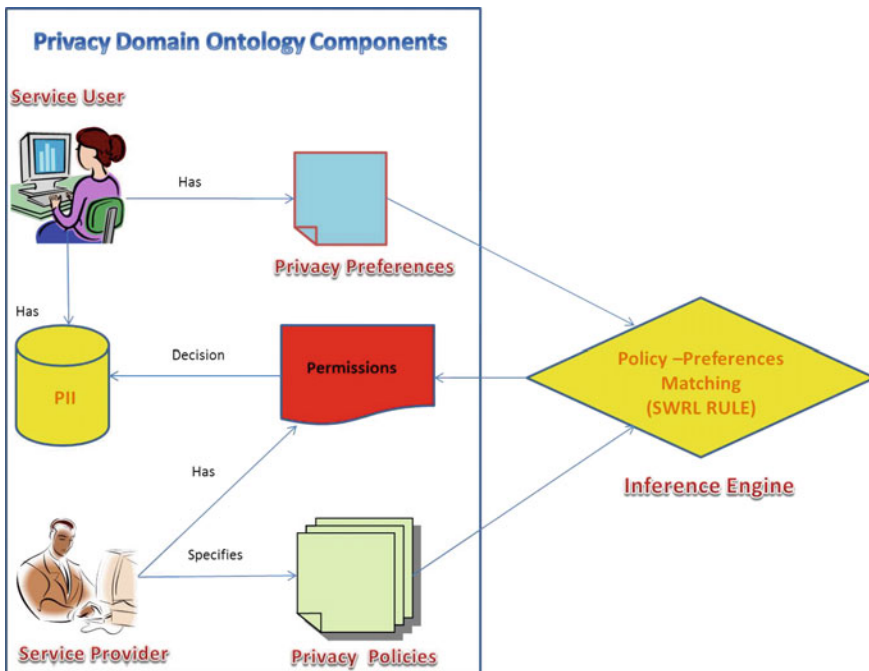 Privacy Domain Ontology Components
Service User
Has
Privacy Preferences
Has
PII
Decision
Permissions
Policy –Preferences
Matching
(SWRL RULE)
Inference Engine
Has
Specifies
Service Provider
Privacy Policies